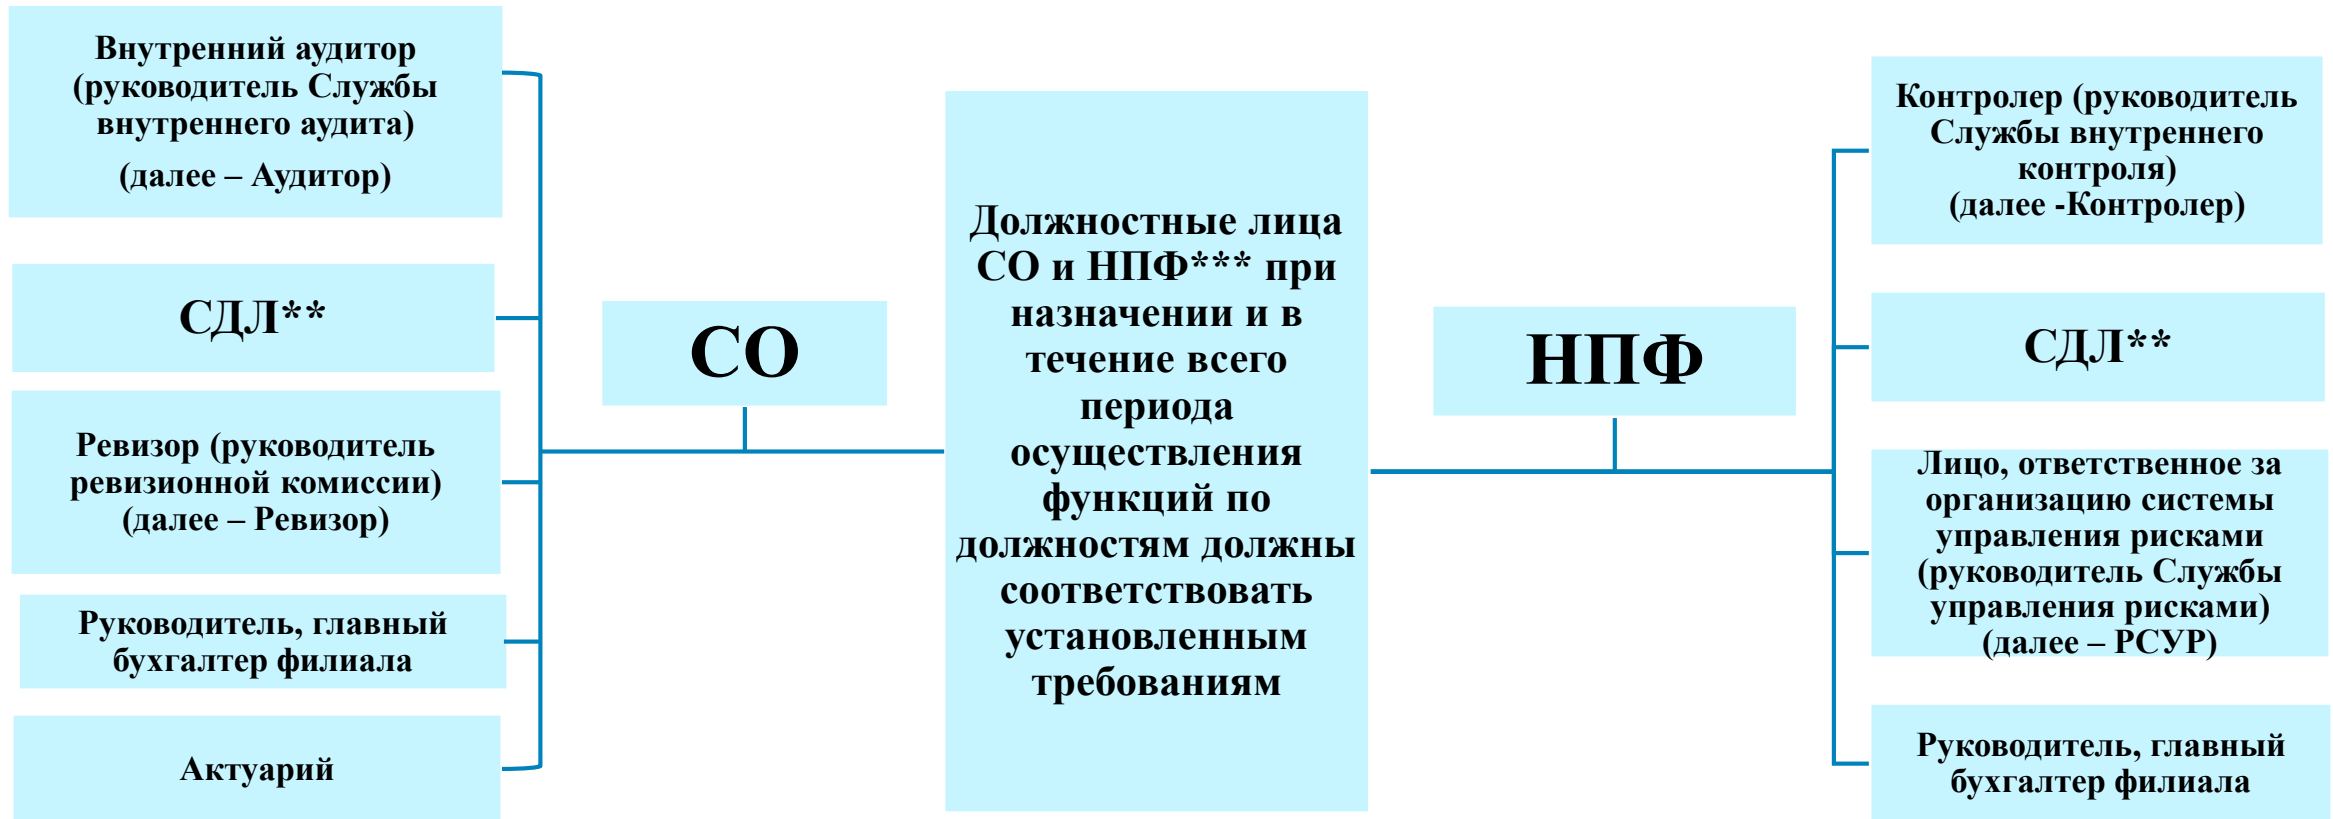 Внутренний аудитор
(руководитель Службы
внутреннего аудита)
(далее – Аудитор)
СДЛ**
Ревизор (руководитель
ревизионной комиссии)
(далее – Ревизор)
Руководитель, главный
бухгалтер филиала
Актуарий
СО
Должностные лица
СО и НПФ*** при
назначении и в
течение всего
периода
осуществления
функций по
должностям должны
соответствовать
установленным
требованиям
НПФ
Контролер (руководитель
Службы внутреннего
контроля)
(далее -Контролер)
СДЛ**
Лицо, ответственное за
организацию системы
управления рисками
(руководитель Службы
управления рисками)
(далее – РСУР)
Руководитель, главный
бухгалтер филиала